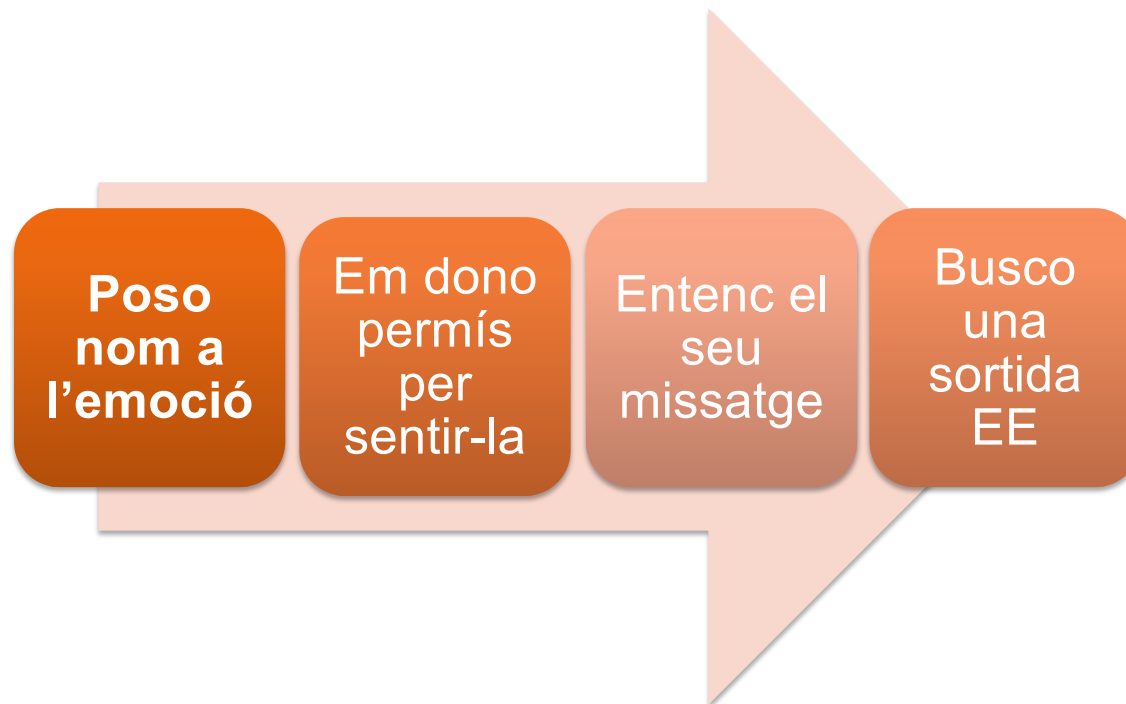 Poso
nom a
l’emoció
Em dono
permís
per
sentir-la
Entenc el
seu
missatge
Busco
una
sortida
EE